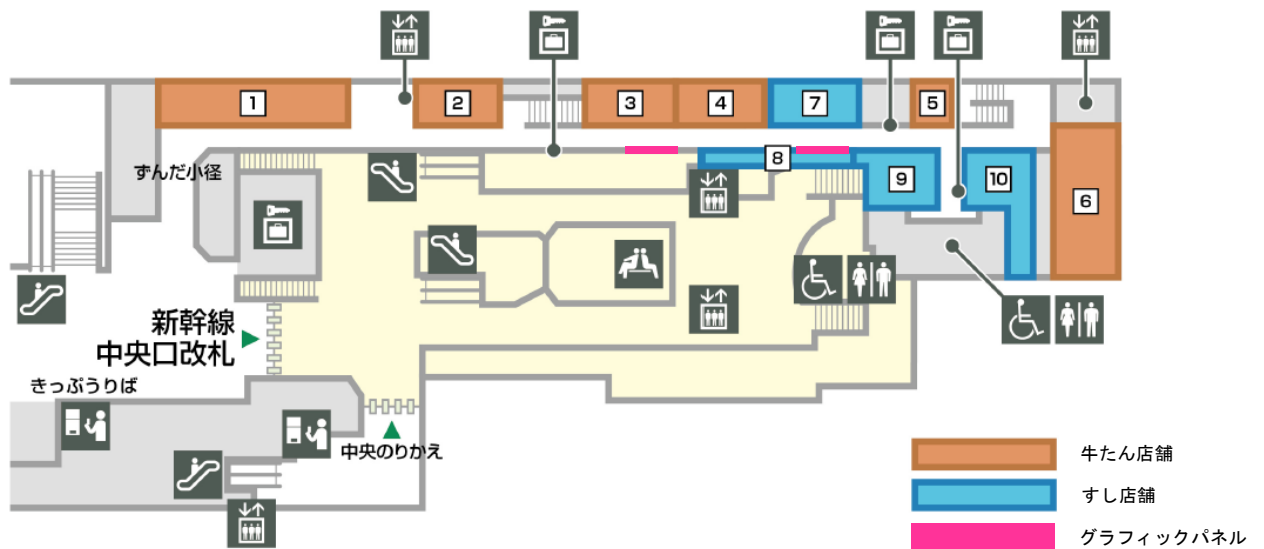 1
2
3
4
7
5
8
9
10
6
ずんだ小径
新幹線
中央口改札
きっぷうりば
中央のりかえ
牛たん店舗
すし店舗
グラフィックパネル